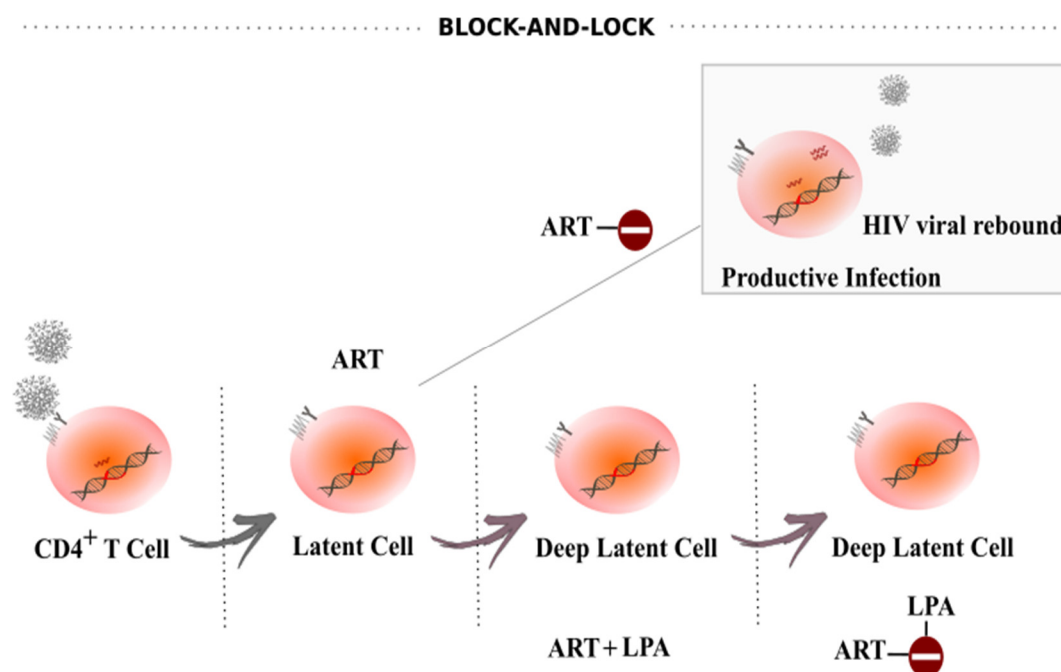 BLOCK-AND-LOCK
ART
HIV viral rebound
Productive Infection
ART
CD4+ T Cell
Latent Cell
Deep Latent Cell
Deep Latent Cell
ART + LPA
LPA
ART